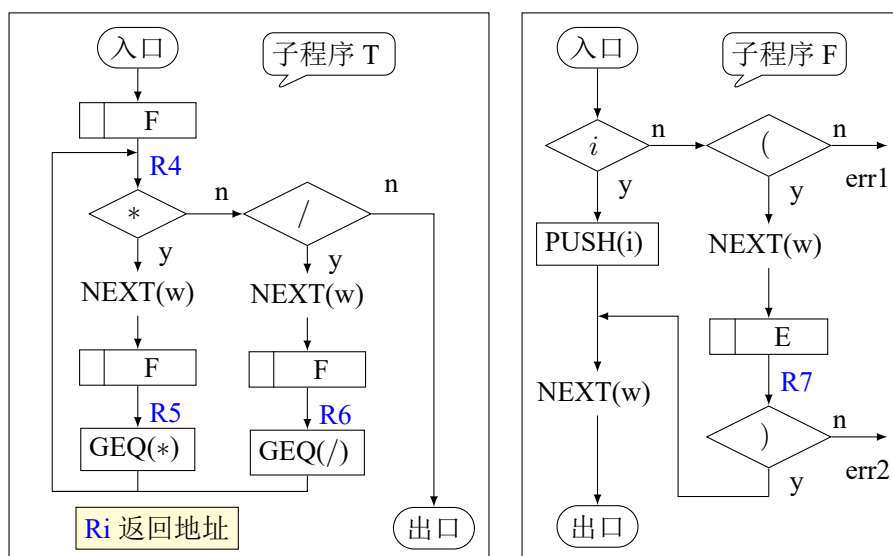 入口
子程序 T
F
R4
n
n
*
/
y
y
NEXT(w)
NEXT(w)
F
F
R5
R6
GEQ(*)
GEQ(/)
Ri 返回地址
出口
入口
子程序 F
i
n
(
n
err1
y
y
PUSH(i)
NEXT(w)
E
R7
NEXT(w)
)
n
err2
y
出口